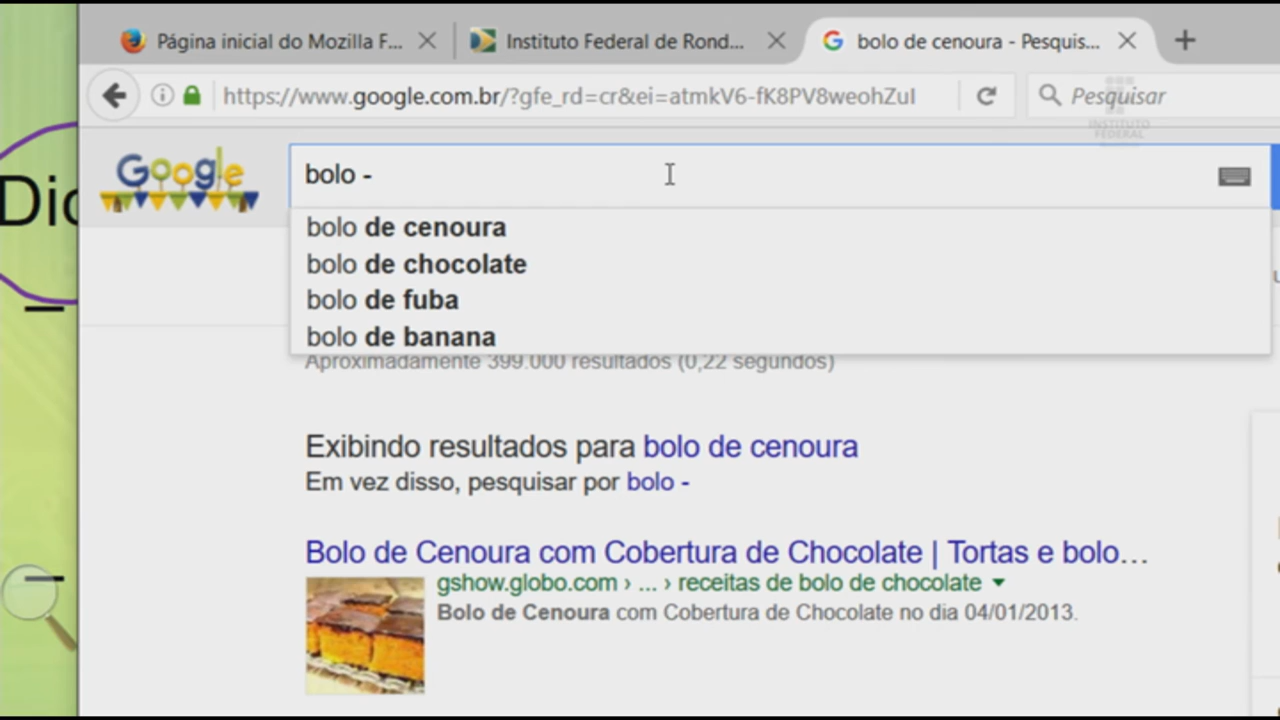 Página inicial do Mozilla F...
Instituto Federal de Rond...
bolo de cenoura - Pesquis...
https://www.google.com.br/?gfe_rd=cr&ei=atmkV6-fK8PV8weohZuI
Pesquisar
INSTITUTO
FEDERAL
Google
bolo -
bolo de cenoura
bolo de chocolate
bolo de fuba
bolo de banana
Aproximadamente 399.000 resultados (0,22 segundos)
Exibindo resultados para bolo de cenoura
Em vez disso, pesquisar por bolo -
Bolo de Cenoura com Cobertura de Chocolate | Tortas e bolo...
gshow.globo.com › ... › receitas de bolo de chocolate
Bolo de Cenoura com Cobertura de Chocolate no dia 04/01/2013.